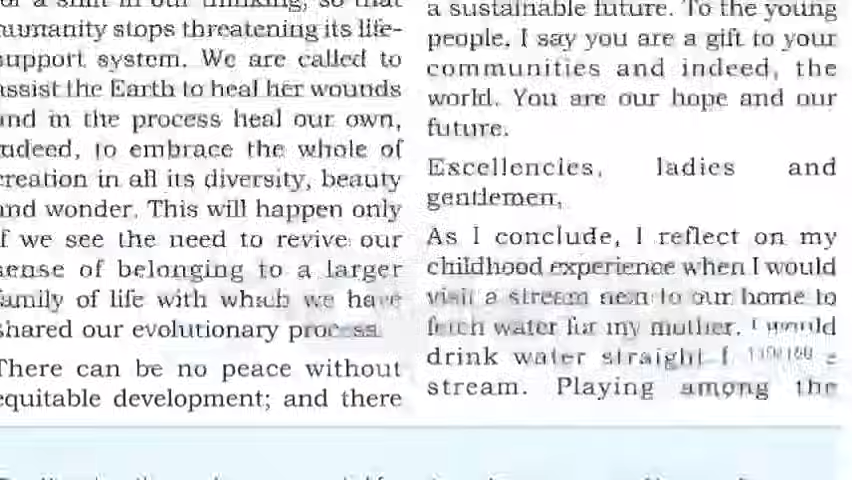 of a shift in our thinking, so that
humanity stops threatening its life-
support system. We are called to
assist the Earth to heal her wounds
and in the process heal our own,
indeed, to embrace the whole of
creation in all its diversity, beauty
and wonder. This will happen only
if we see the need to revive our
sense of belonging to a larger
family of life with which we have
shared our evolutionary process.
There can be no peace without
equitable development; and there
a sustainable future. To the young
people, I say you are a gift to your
communities and indeed, the
world. You are our hope and our
future.
Excellencies, ladies and
gentlemen,
As I conclude, I reflect on my
childhood experience when I would
visit a stream next to our home to
fetch water for my mother. I would
drink water straight
stream. Playing among the